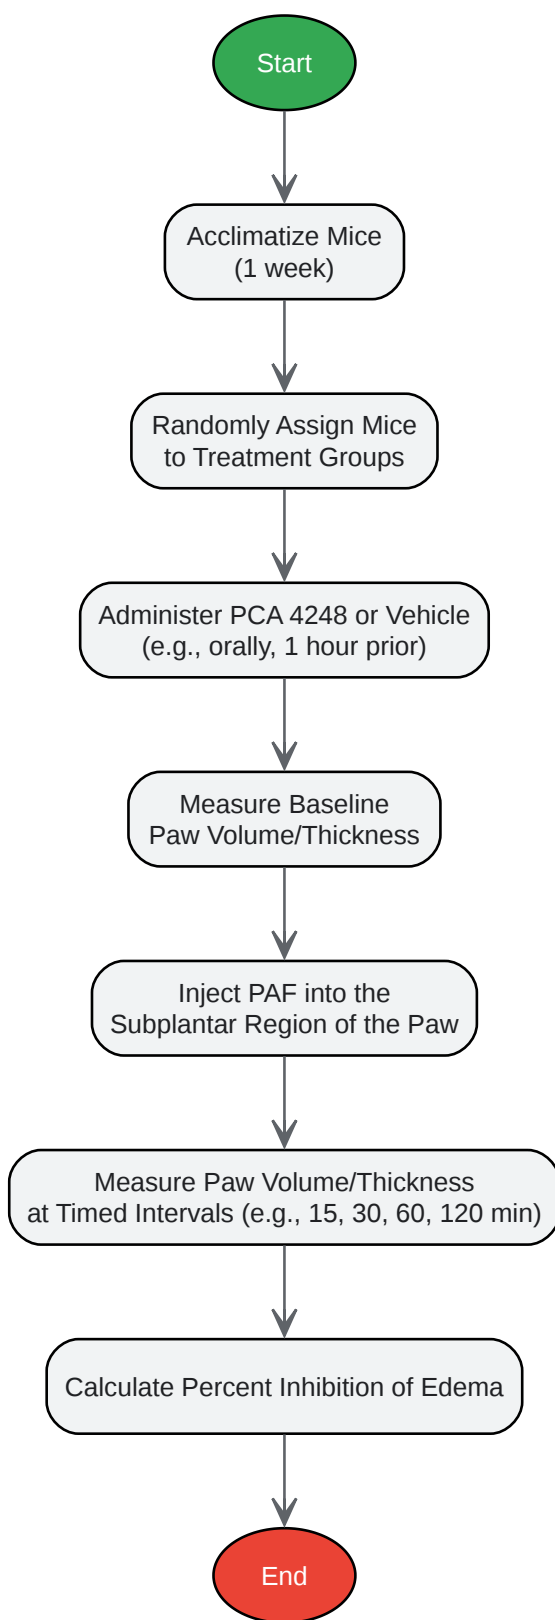 Start
Acclimatize Mice
(1 week)
Randomly Assign Mice
to Treatment Groups
Administer PCA 4248 or Vehicle
(e.g., orally, 1 hour prior)
Measure Baseline
Paw Volume/Thickness
Inject PAF into the
Subplantar Region of the Paw
Measure Paw Volume/Thickness
at Timed Intervals (e.g., 15, 30, 60, 120 min)
Calculate Percent Inhibition of Edema
End